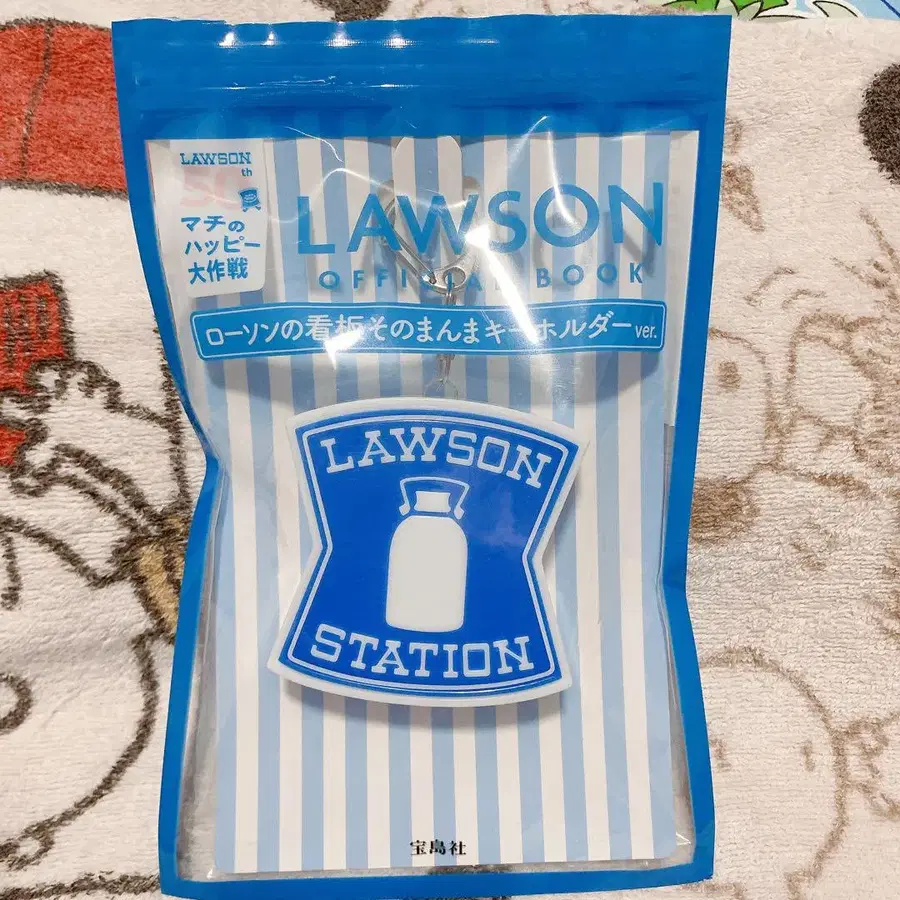 LAWSON
50th
マチの
ハッピー
大作戦
LAWSON
OFFICIAL BOOK
ローソンの看板そのまんまキーホルダーver.
LAWSON
STATION
宝島社